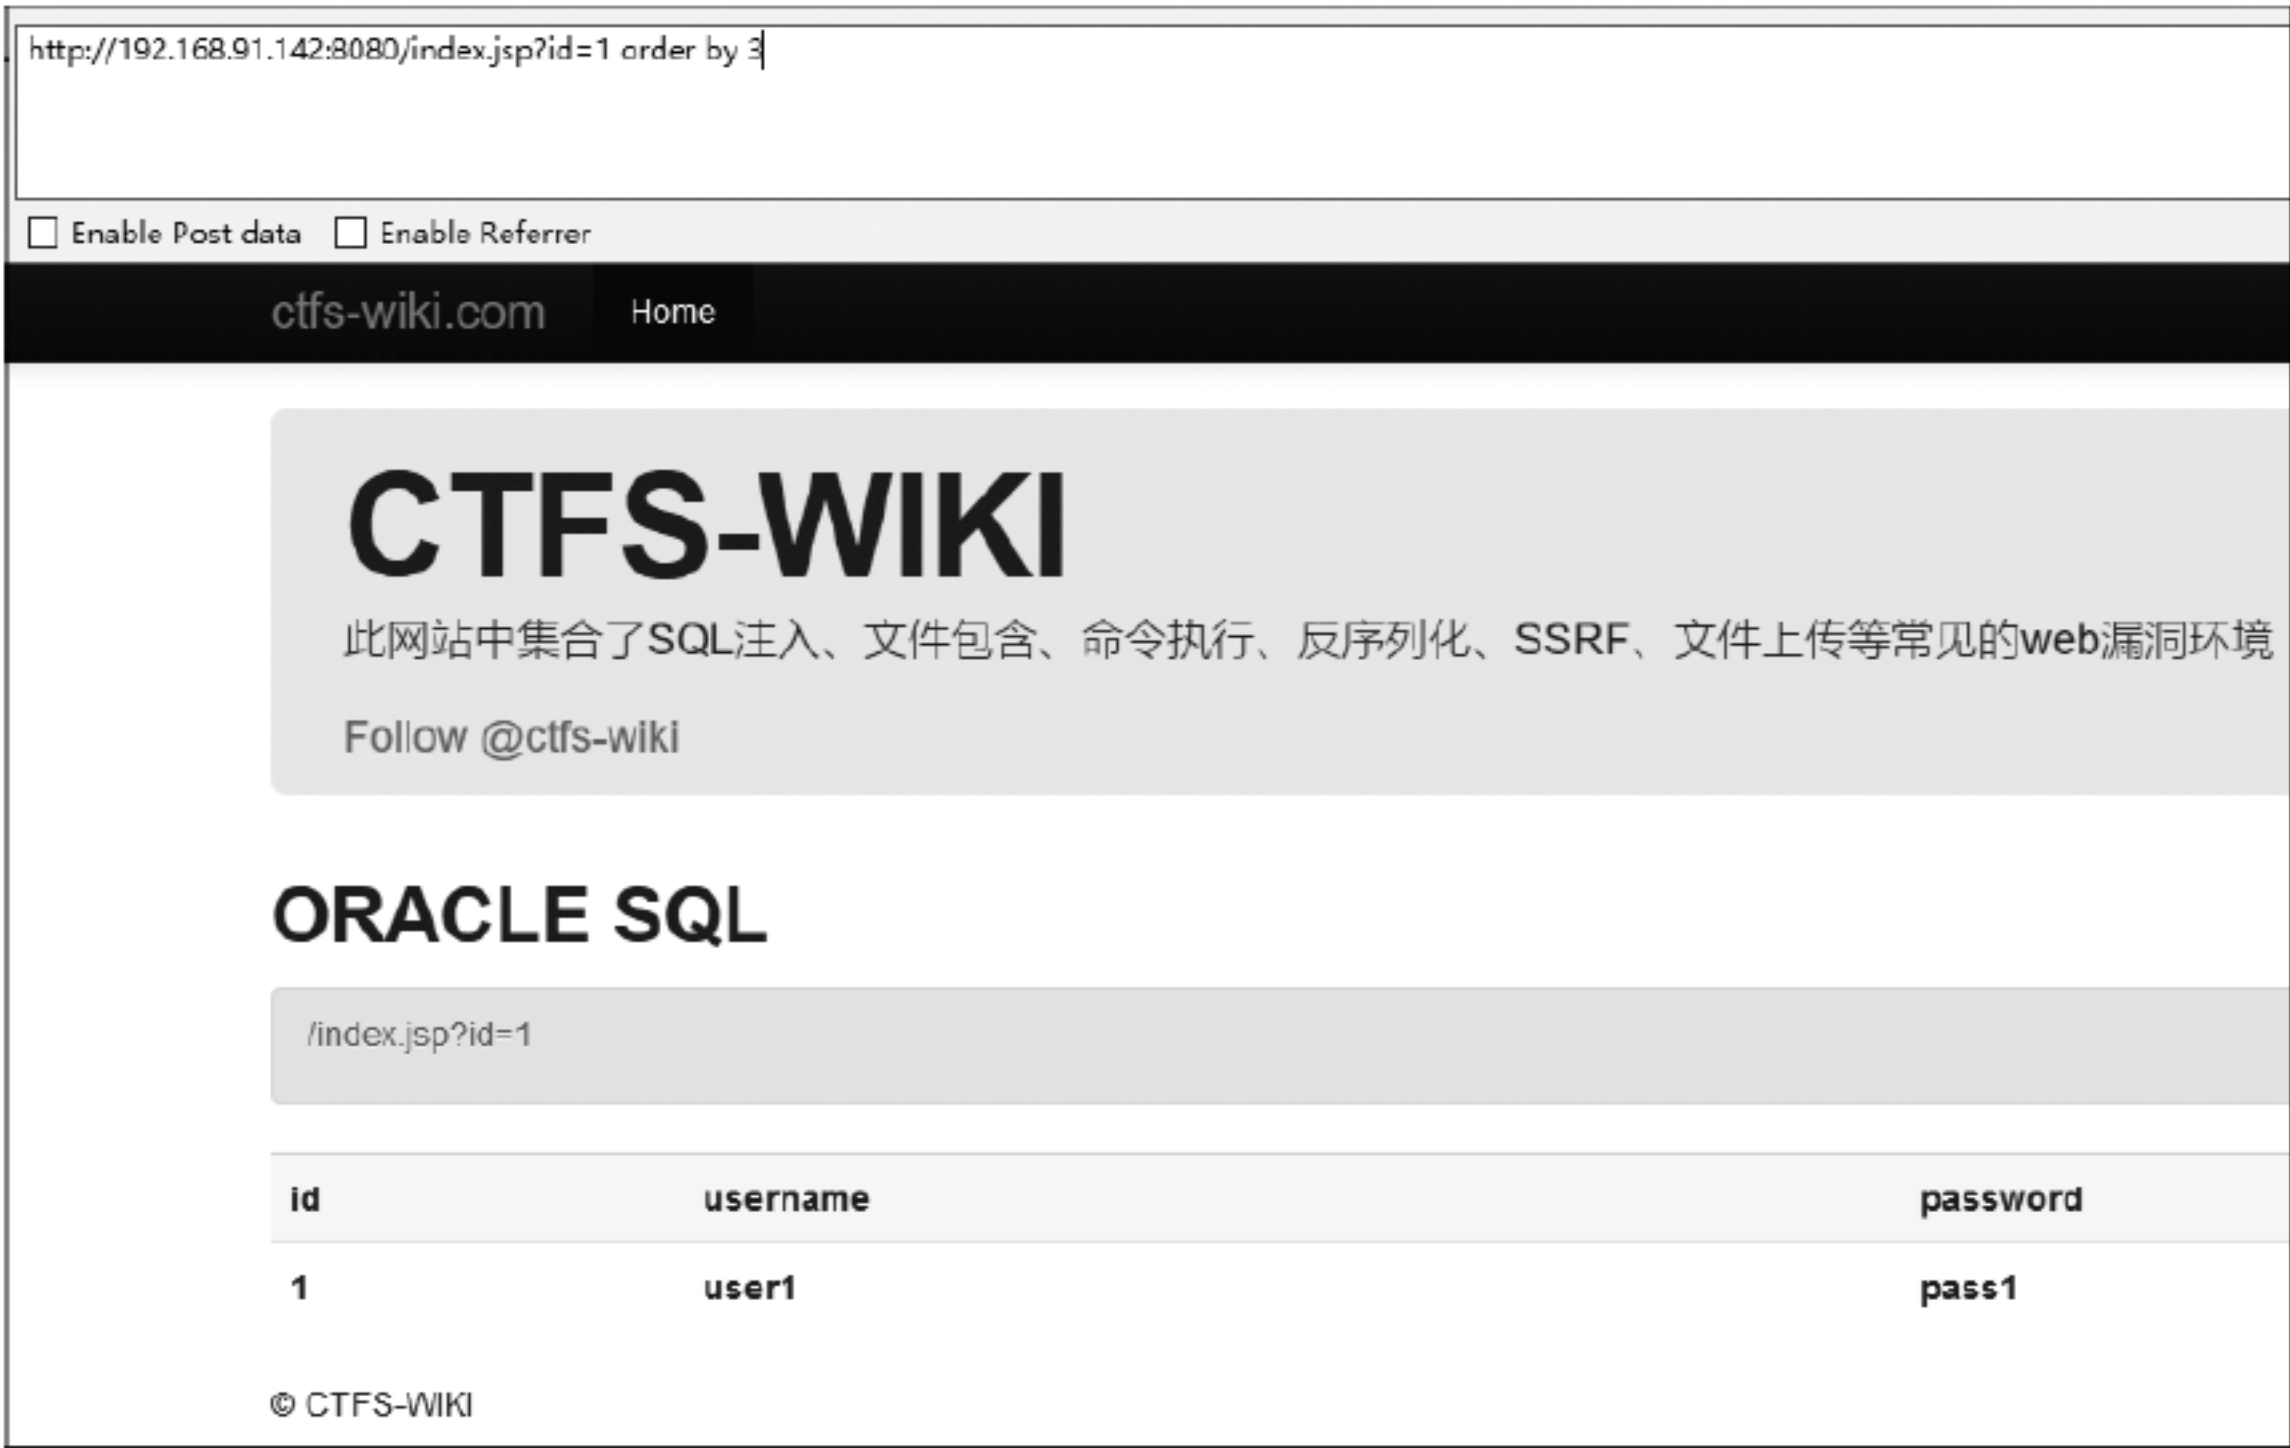 http://192.168.91.142:8080/index.jsp?id=1 order by 3
Enable Post data Enable Referrer
ctfs-wiki.com Home
CTFS-WIKI
此网站中集合了SQL注入、文件包含、命令执行、反序列化、SSRF、文件上传等常见的web漏洞环境
Follow @ctfs-wiki
ORACLE SQL
/index.jsp?id=1
id username password
1 user1 pass1
© CTFS-WIKI